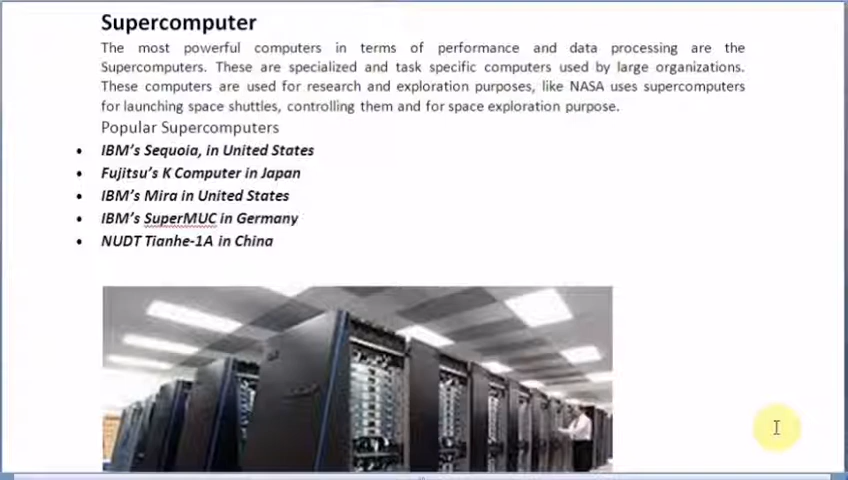 Supercomputer
The most powerful computers in terms of performance and data processing are the
Supercomputers. These are specialized and task specific computers used by large organizations.
These computers are used for research and exploration purposes, like NASA uses supercomputers
for launching space shuttles, controlling them and for space exploration purpose.
Popular Supercomputers
• IBM’s Sequoia, in United States
• Fujitsu’s K Computer in Japan
• IBM’s Mira in United States
• IBM’s SuperMUC in Germany
• NUDT Tianhe-1A in China